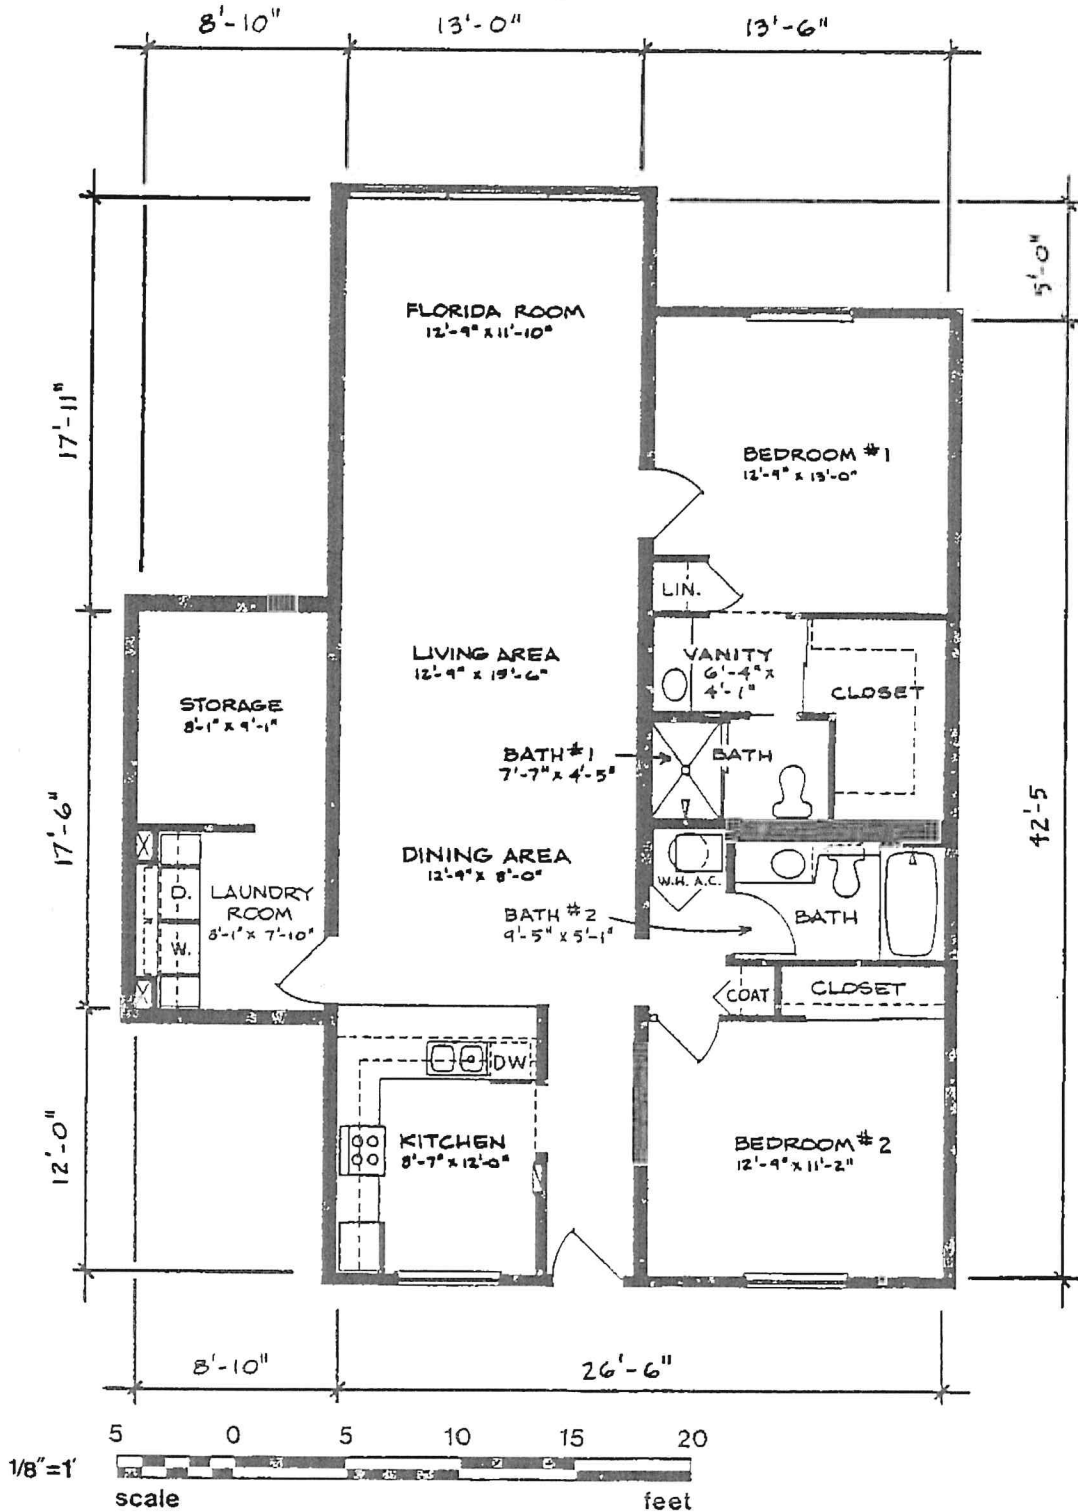 8'-10"
13'-0"
13'-6"
5'-0"
FLORIDA ROOM
12'-9" x 11'-10"
17'-11"
BEDROOM #1
12'-9" x 13'-0"
LIN.
LIVING AREA
12'-9" x 15'-6"
VANITY
6'-4" x
4'-1"
CLOSET
STORAGE
8'-1" x 9'-1"
BATH #1
7'-7" x 4'-5"
BATH
17'-6"
42'-5
DINING AREA
12'-9" x 8'-0"
W.H. A.C.
D.
LAUNDRY
ROOM
8'-1" x 7'-10"
W.
BATH #2
9'-5" x 5'-1"
BATH
COAT
CLOSET
DW
12'-0"
KITCHEN
8'-7" x 12'-0"
BEDROOM #2
12'-9" x 11'-2"
8'-10"
26'-6"
5 0 5 10 15 20
1/8"=1'
scale feet